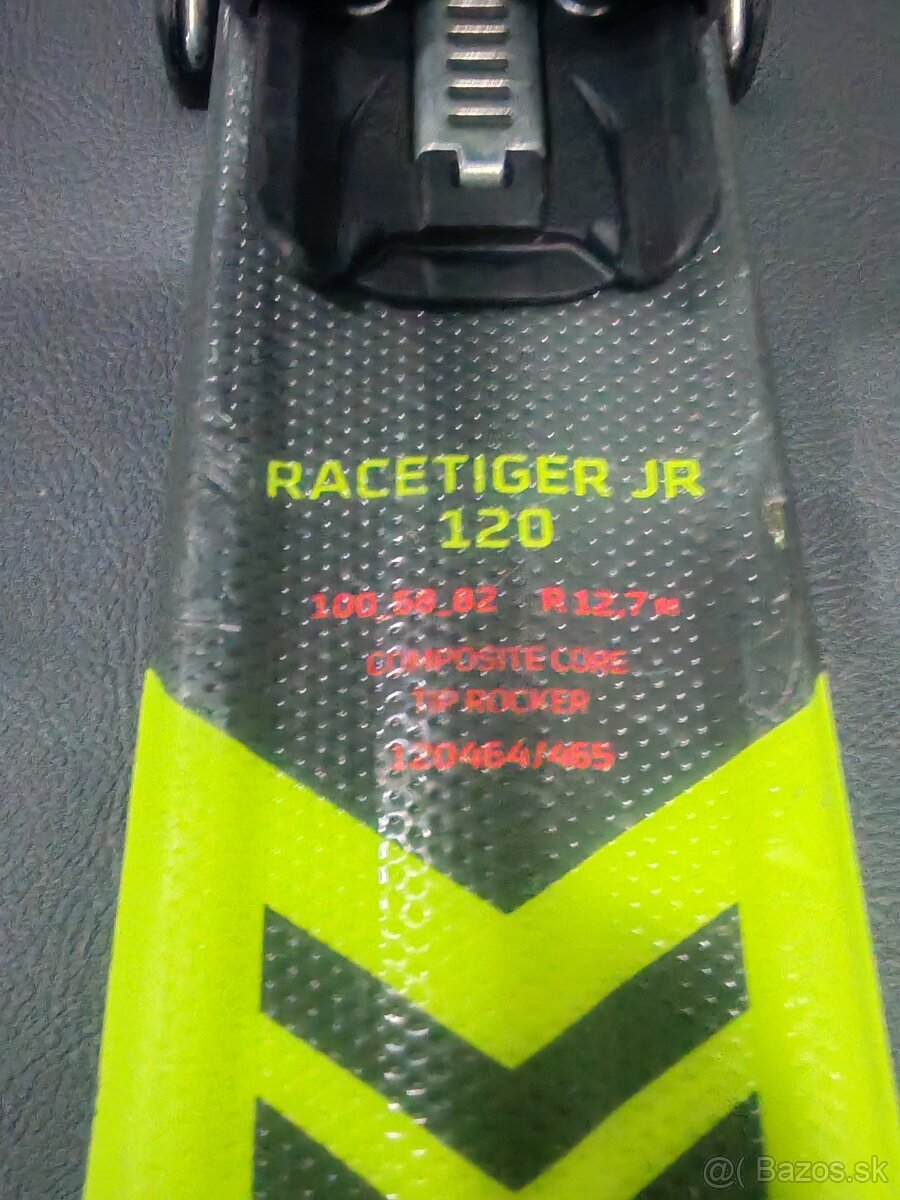 RACETIGER JR
120
100_58_82 R 12,7 m
COMPOSITE CORE
TIP ROCKER
120464/465
@( Bazos.sk